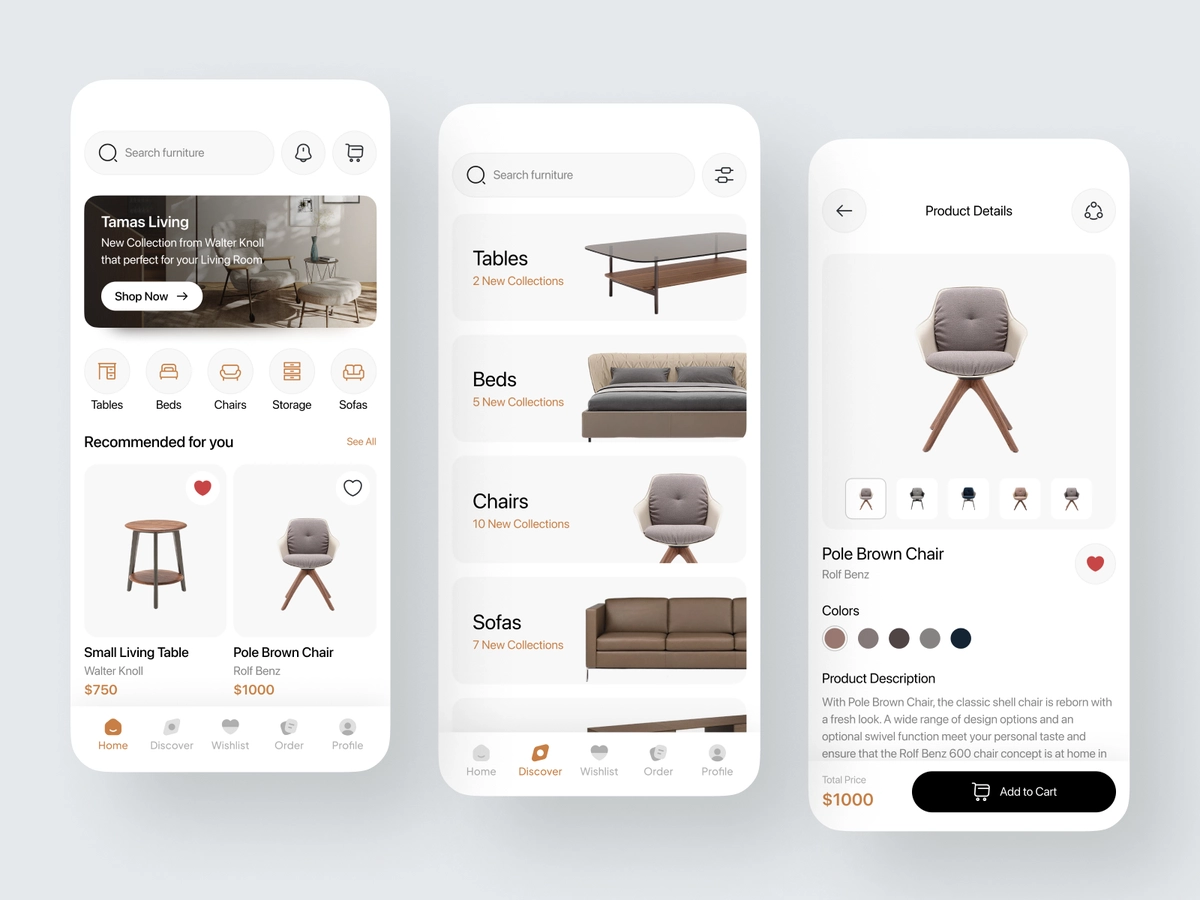 Search furniture
Tamas Living
New Collection from Walter Knoll
that perfect for your Living Room
Shop Now
Tables
Beds
Chairs
Storage
Sofas
Recommended for you
See All
Small Living Table
Walter Knoll
$750
Pole Brown Chair
Rolf Benz
$1000
Home
Discover
Wishlist
Order
Profile
Search furniture
Tables
2 New Collections
Beds
5 New Collections
Chairs
10 New Collections
Sofas
7 New Collections
Home
Discover
Wishlist
Order
Profile
Product Details
Pole Brown Chair
Rolf Benz
Colors
Product Description
With Pole Brown Chair, the classic shell chair is reborn with
a fresh look. A wide range of design options and an
optional swivel function meet your personal taste and
ensure that the Rolf Benz 600 chair concept is at home in
Total Price
$1000
Add to Cart